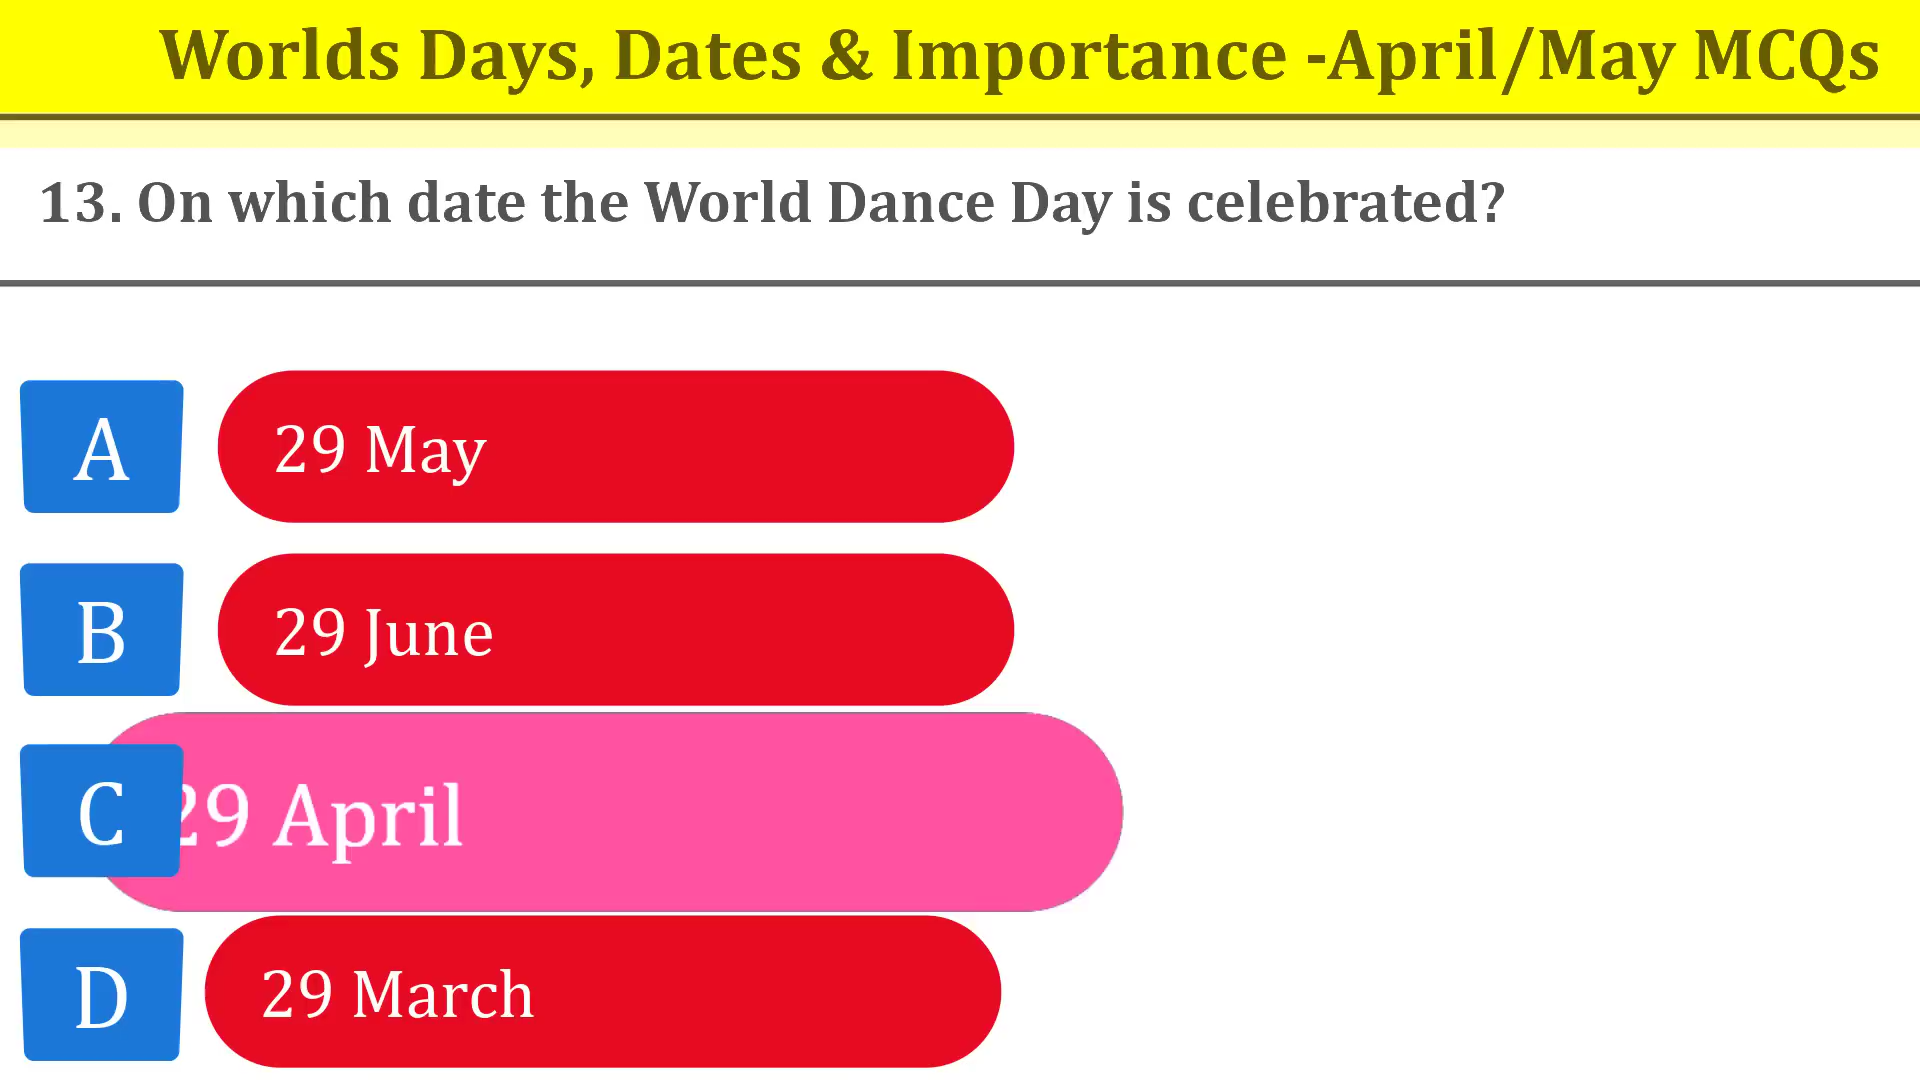 Worlds Days, Dates & Importance -April/May MCQs
13. On which date the World Dance Day is celebrated?
A 29 May
B 29 June
C 29 April
D 29 March